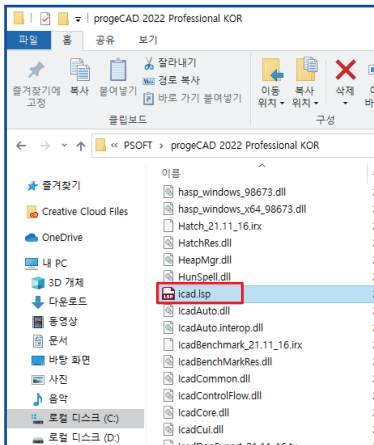 progeCAD 2022 Professional KOR
파일 홈 공유 보기
즐겨찾기에 고정
복사
붙여넣기
잘라내기
경로 복사
바로 가기 붙여넣기
클립보드
이동 위치
복사 위치
삭제
구성
« PSOFT › progeCAD 2022 Professional KOR
이름
즐겨찾기
Creative Cloud Files
OneDrive
내 PC
3D 개체
다운로드
동영상
문서
바탕 화면
사진
음악
로컬 디스크 (C:)
로컬 디스크 (D:)
hasp_windows_98673.dll
hasp_windows_x64_98673.dll
Hatch_21.11_16.irx
HatchRes.dll
HeapMgr.dll
HunSpell.dll
icad.lsp
IcadAuto.dll
IcadAuto.interop.dll
IcadBenchmark_21.11_16.irx
IcadBenchMarkRes.dll
IcadCommon.dll
IcadControlFlow.dll
IcadCore.dll
IcadCui.dll